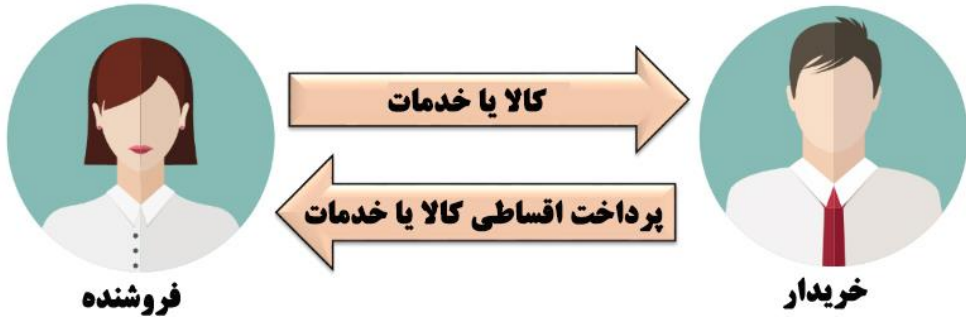 کالا یا خدمات
پرداخت اقساطی کالا یا خدمات
خریدار
فروشنده